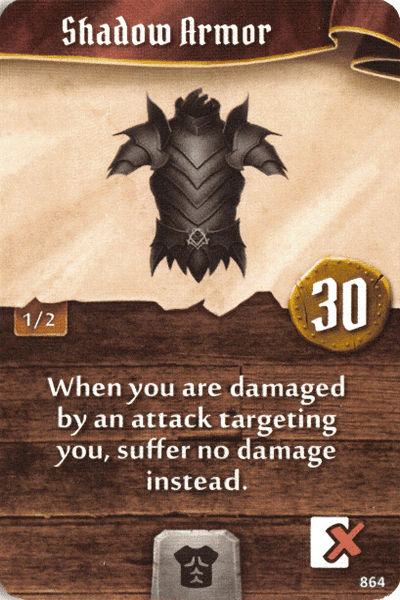 Shadow Armor
1/2
30
When you are damaged
by an attack targeting
you, suffer no damage
instead.
864